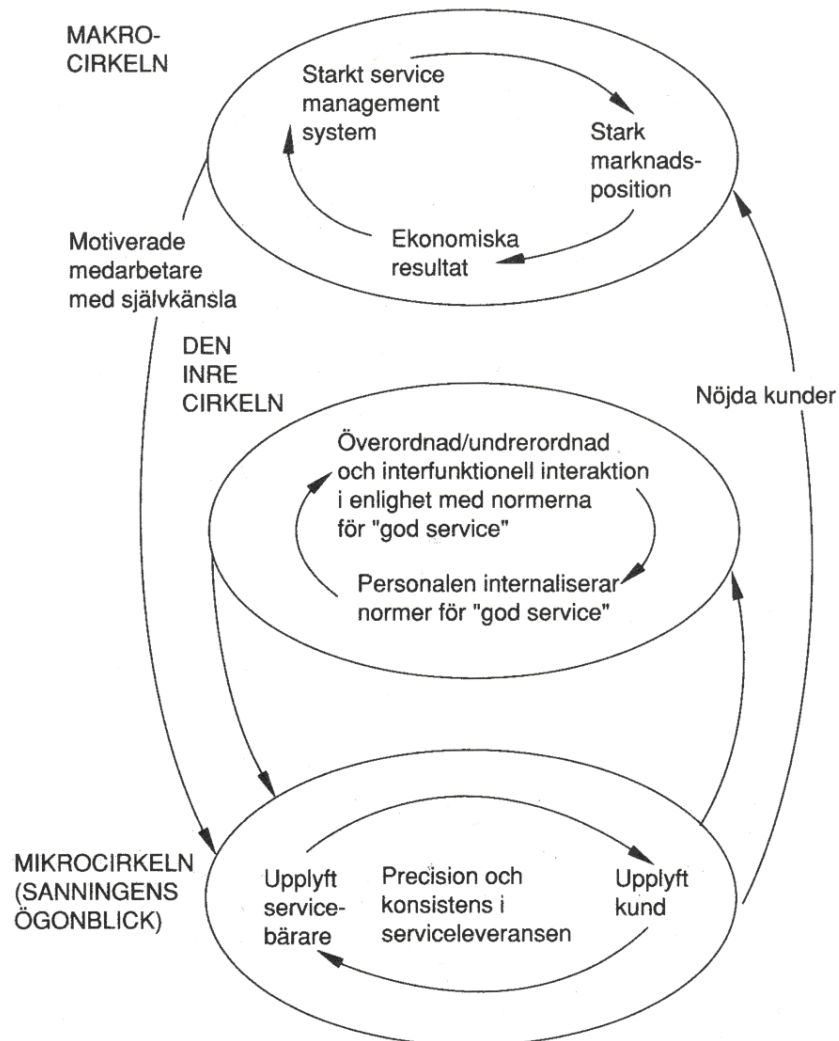 MAKRO-
CIRKELN
Starkt service
management
system
Stark
marknads-
position
Ekonomiska
resultat
Motiverade
medarbetare
med självkänsla
DEN
INRE
CIRKELN
Nöjda kunder
Överordnad/undrerordnad
och interfunktionell interaktion
i enlighet med normerna
för "god service"
Personalen internaliserar
normer för "god service"
MIKROCIRKELN
(SANNINGENS
ÖGONBLICK)
Upplyft
service-
bärare
Precision och
konsistens i
serviceleveransen
Upplyft
kund